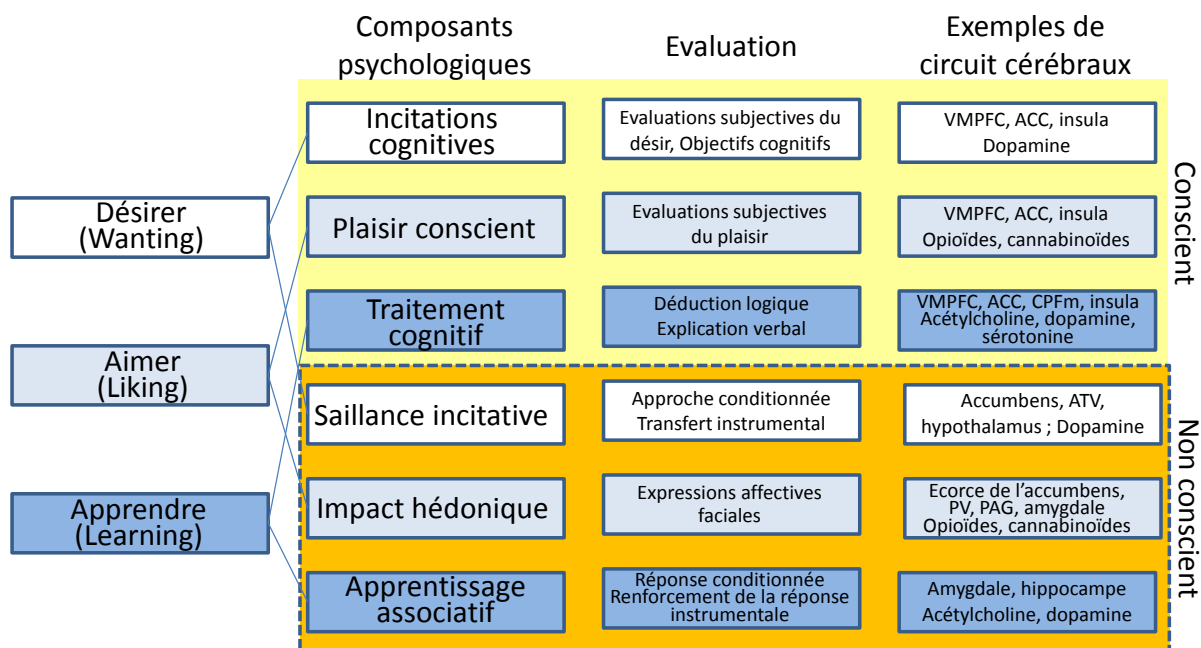 Composants
psychologiques
Evaluation
Exemples de
circuit cérébraux
Désirer
(Wanting)
Aimer
(Liking)
Apprendre
(Learning)
Incitations
cognitives
Evaluations subjectives du
désir, Objectifs cognitifs
VMPFC, ACC, insula
Dopamine
Plaisir conscient
Evaluations subjectives
du plaisir
VMPFC, ACC, insula
Opioïdes, cannabinoïdes
Traitement
cognitif
Déduction logique
Explication verbal
VMPFC, ACC, CPFm, insula
Acétylcholine, dopamine,
sérotonine
Conscient
Saillance incitative
Approche conditionnée
Transfert instrumental
Accumbens, ATV,
hypothalamus ; Dopamine
Impact hédonique
Expressions affectives
faciales
Ecorce de l’accumbens,
PV, PAG, amygdale
Opioïdes, cannabinoïdes
Apprentissage
associatif
Réponse conditionnée
Renforcement de la réponse
instrumentale
Amygdale, hippocampe
Acétylcholine, dopamine
Non conscient